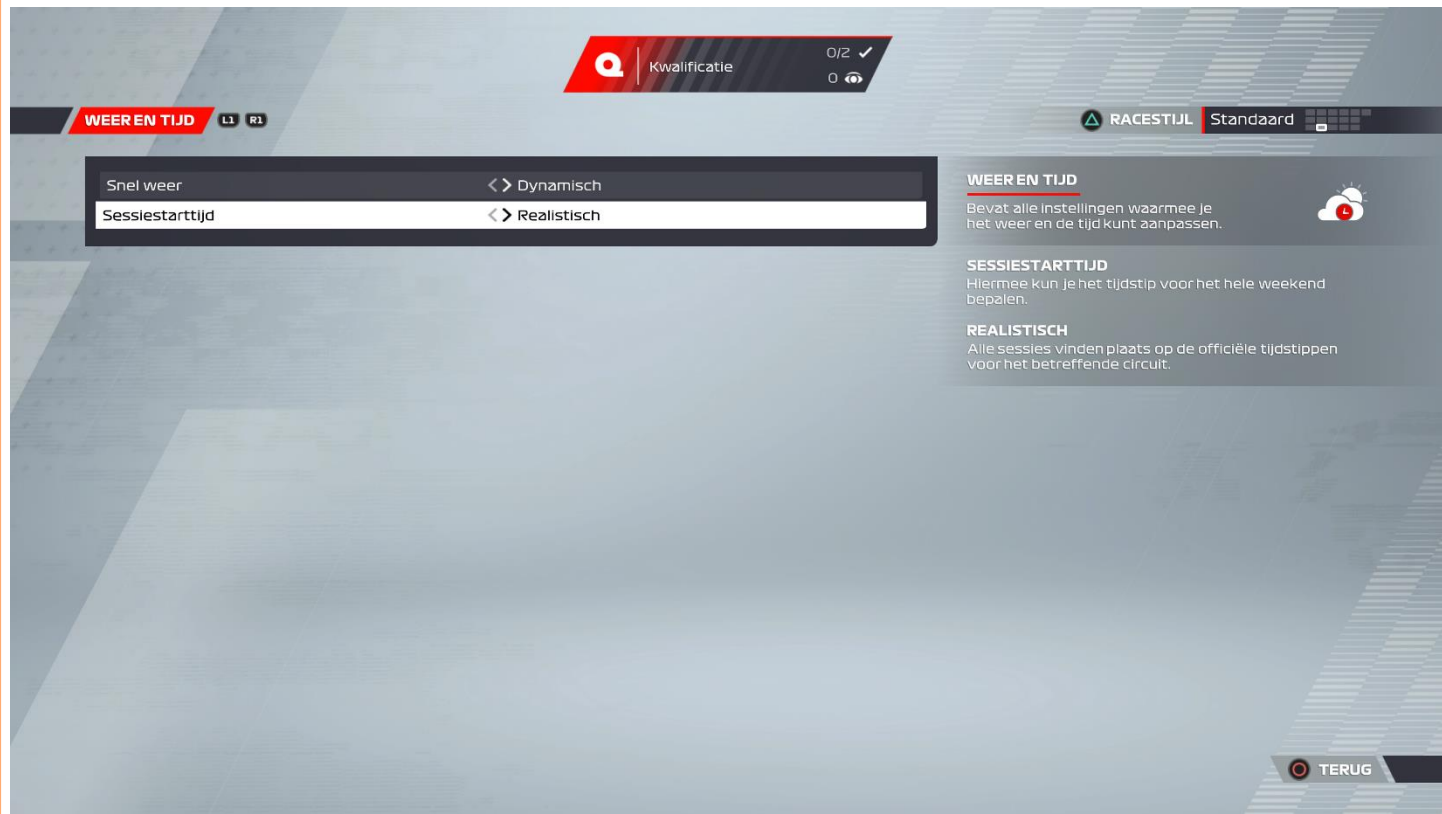 Q Kwalificatie 0/2
0
WEER EN TIJD L1 R1
RACESTIJL Standaard
Snel weer Dynamisch
Sessiestarttijd Realistisch
WEER EN TIJD
Bevat alle instellingen waarmee je
het weer en de tijd kunt aanpassen.
SESSIESTARTTIJD
Hiermee kun je het tijdstip voor het hele weekend
bepalen.
REALISTISCH
Alle sessies vinden plaats op de officiële tijdstippen
voor het betreffende circuit.
TERUG